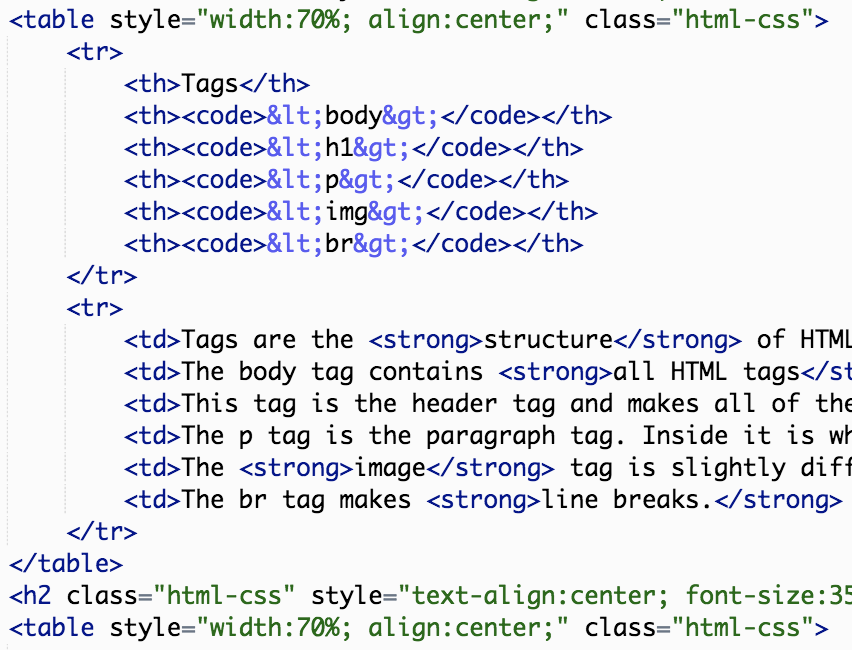 <table style="width:70%; align:center;" class="html-css">
<tr>
<th>Tags</th>
<th><code>&lt;body&gt;</code></th>
<th><code>&lt;h1&gt;</code></th>
<th><code>&lt;p&gt;</code></th>
<th><code>&lt;img&gt;</code></th>
<th><code>&lt;br&gt;</code></th>
</tr>
<tr>
<td>Tags are the <strong>structure</strong> of HTML
<td>The body tag contains <strong>all HTML tags</st
<td>This tag is the header tag and makes all of the
<td>The p tag is the paragraph tag. Inside it is wh
<td>The <strong>image</strong> tag is slightly diff
<td>The br tag makes <strong>line breaks.</strong>
</tr>
</table>
<h2 class="html-css" style="text-align:center; font-size:35
<table style="width:70%; align:center;" class="html-css">